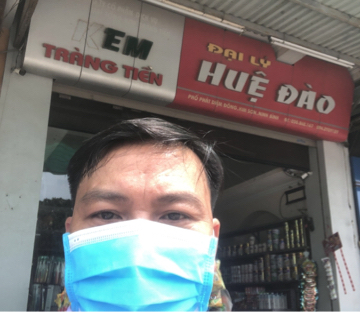 KEM
TRÀNG TIỀN
ĐẠI LÝ
HUỆ ĐÀO